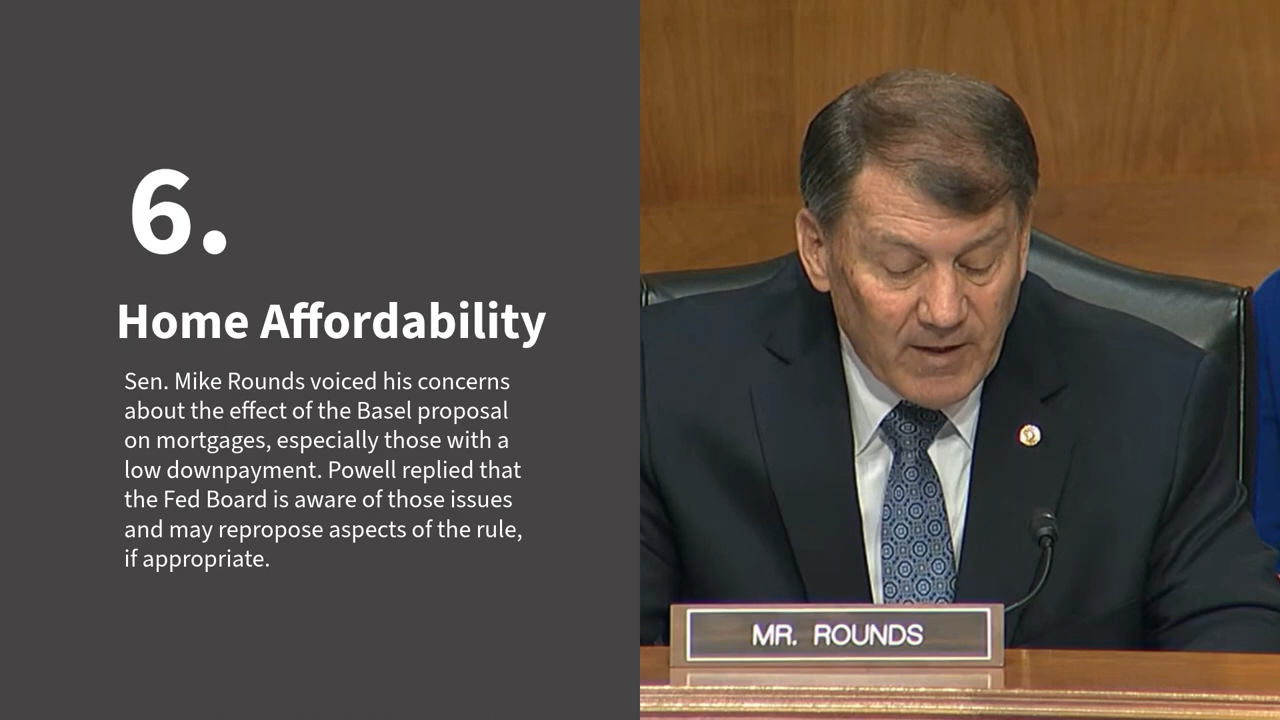 6.
Home Affordability
Sen. Mike Rounds voiced his concerns
about the effect of the Basel proposal
on mortgages, especially those with a
low downpayment. Powell replied that
the Fed Board is aware of those issues
and may repropose aspects of the rule,
if appropriate.
MR. ROUNDS